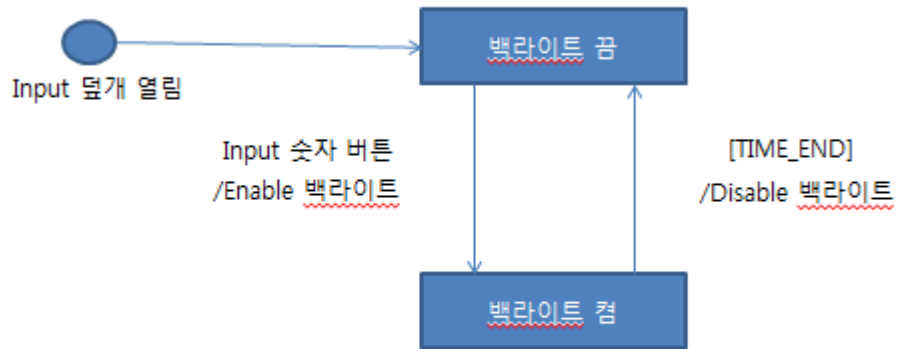 백라이트 끔
Input 덮개 열림
Input 숫자 버튼
/Enable 백라이트
[TIME_END]
/Disable 백라이트
백라이트 켬